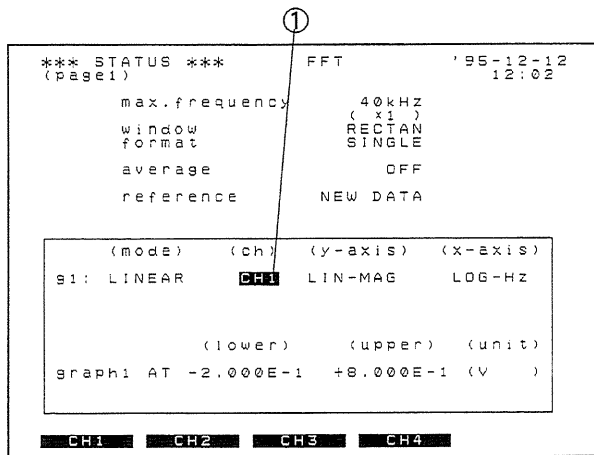 ①
*** STATUS *** FFT '95-12-12
(page1) 12:02
max.frequency 40kHz
( x1 )
window RECTAN
format SINGLE
average OFF
reference NEW DATA
(mode) (ch) (y-axis) (x-axis)
g1: LINEAR CH1 LIN-MAG LOG-Hz
(lower) (upper) (unit)
graph1 AT -2.000E-1 +8.000E-1 (V )
CH1 CH2 CH3 CH4